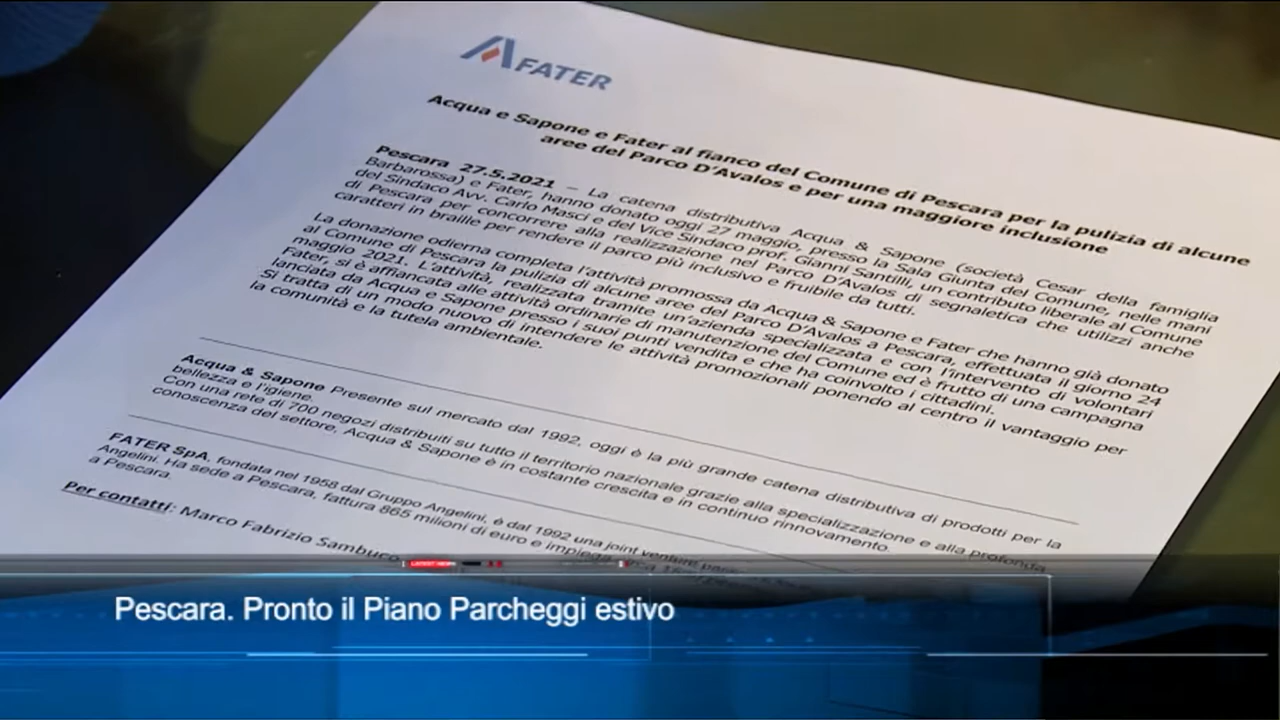 FATER
Acqua e Sapone e Fater al fianco del Comune di Pescara per la pulizia di alcune
aree del Parco D'Avalos e per una maggiore inclusione
Pescara 27.5.2021 – La catena distributiva Acqua & Sapone (società Cesar della famiglia
Barbarossa) e Fater, hanno donato oggi 27 maggio, presso la Sala Giunta del Comune, nelle mani
del Sindaco Avv. Carlo Masci e del Vice Sindaco prof. Gianni Santilli, un contributo liberale al Comune
di Pescara per concorrere alla realizzazione nel Parco D'Avalos di segnaletica che utilizzi anche
caratteri in braille per rendere il parco più inclusivo e fruibile da tutti.
La donazione odierna completa l'attività promossa da Acqua & Sapone e Fater che hanno già donato
al Comune di Pescara la pulizia di alcune aree del Parco D'Avalos a Pescara, effettuata il giorno 24
maggio 2021. L'attività, realizzata tramite un'azienda specializzata e con l'intervento di volontari
Fater, si è affiancata alle attività ordinarie di manutenzione del Comune ed è frutto di una campagna
lanciata da Acqua e Sapone presso i suoi punti vendita e che ha coinvolto i cittadini.
Si tratta di un modo nuovo di intendere le attività promozionali ponendo al centro il vantaggio per
la comunità e la tutela ambientale.
Acqua & Sapone Presente sul mercato dal 1992, oggi è la più grande catena distributiva di prodotti per la
bellezza e l'igiene.
Con una rete di 700 negozi distribuiti su tutto il territorio nazionale grazie alla specializzazione e alla profonda
conoscenza del settore, Acqua & Sapone è in costante crescita e in continuo rinnovamento.
FATER SpA, fondata nel 1958 dal Gruppo Angelini, è dal 1992 una joint venture
Angelini. Ha sede a Pescara, fattura 865 milioni di euro e impiega
a Pescara.
Per contatti: Marco Fabrizio Sambuco
LATEST NEWS
Pescara. Pronto il Piano Parcheggi estivo